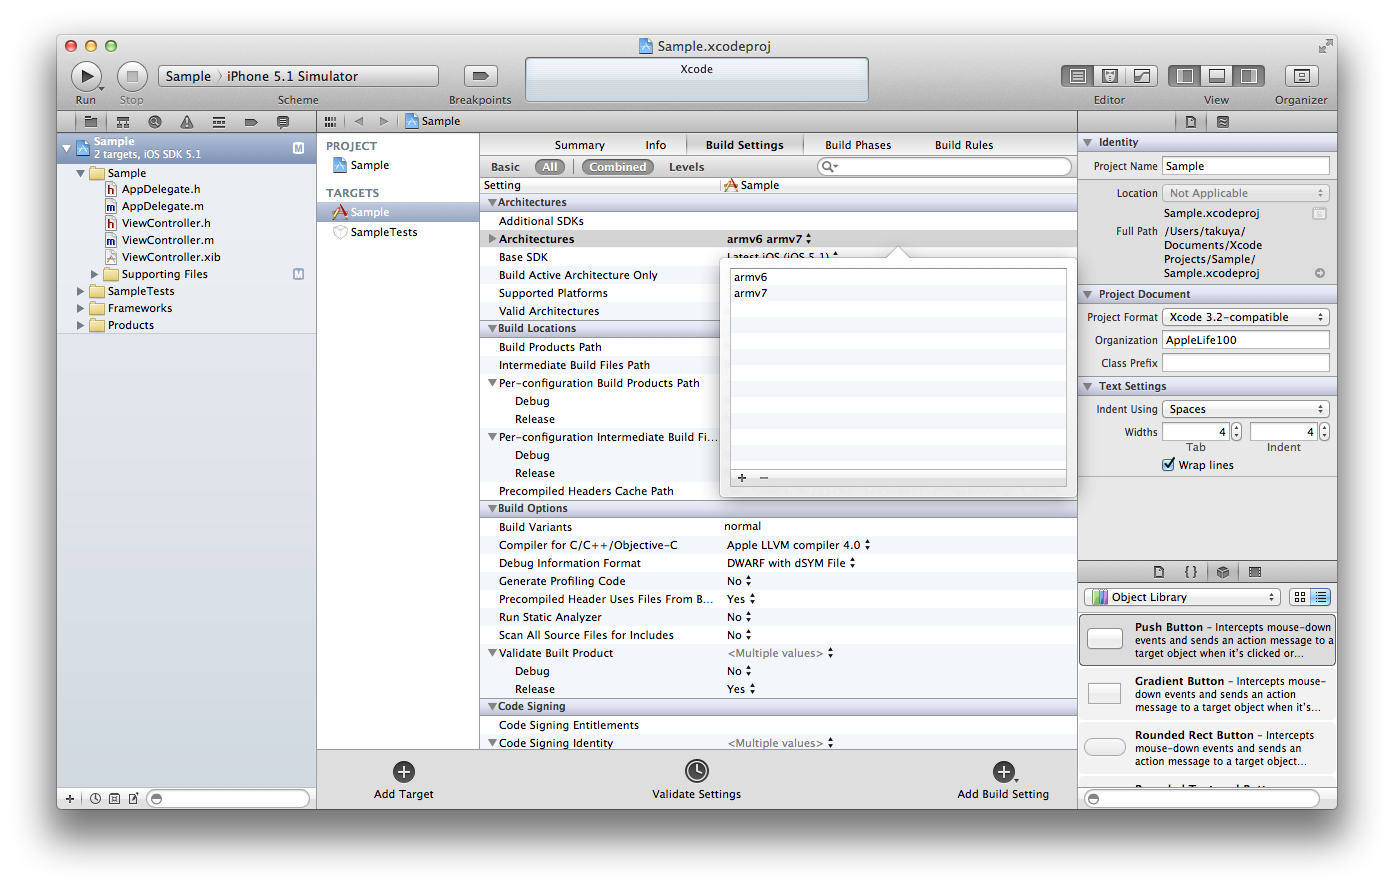 Sample.xcodeproj
Run
Stop
Sample 〉iPhone 5.1 Simulator
Scheme
Breakpoints
Xcode
Editor
View
Organizer
Sample
2 targets, iOS SDK 5.1
M
Sample
AppDelegate.h
AppDelegate.m
ViewController.h
ViewController.m
ViewController.xib
Supporting Files
M
SampleTests
Frameworks
Products
Sample
PROJECT
Sample
TARGETS
Sample
SampleTests
Summary
Info
Build Settings
Build Phases
Build Rules
Basic
All
Combined
Levels
Setting
Sample
Architectures
Additional SDKs
Architectures
armv6 armv7
Base SDK
Latest iOS (iOS 5.1)
Build Active Architecture Only
Supported Platforms
Valid Architectures
armv6
armv7
+ −
Build Locations
Build Products Path
Intermediate Build Files Path
Per-configuration Build Products Path
Debug
Release
Per-configuration Intermediate Build Fi...
Debug
Release
Precompiled Headers Cache Path
Build Options
Build Variants
normal
Compiler for C/C++/Objective-C
Apple LLVM compiler 4.0
Debug Information Format
DWARF with dSYM File
Generate Profiling Code
No
Precompiled Header Uses Files From B...
Yes
Run Static Analyzer
No
Scan All Source Files for Includes
No
Validate Built Product
<Multiple values>
Debug
No
Release
Yes
Code Signing
Code Signing Entitlements
Code Signing Identity
<Multiple values>
Add Target
Validate Settings
Add Build Setting
Identity
Project Name
Sample
Location
Not Applicable
Sample.xcodeproj
Full Path
/Users/takuya/
Documents/Xcode
Projects/Sample/
Sample.xcodeproj
Project Document
Project Format
Xcode 3.2-compatible
Organization
AppleLife100
Class Prefix
Text Settings
Indent Using
Spaces
Widths
4
4
Tab
Indent
Wrap lines
{}
Object Library
Push Button – Intercepts mouse-down
events and sends an action message to a
target object when it's clicked or...
Gradient Button – Intercepts mouse-
down events and sends an action
message to a target object when it's...
Rounded Rect Button – Intercepts
mouse-down events and sends an
action message to a target object...